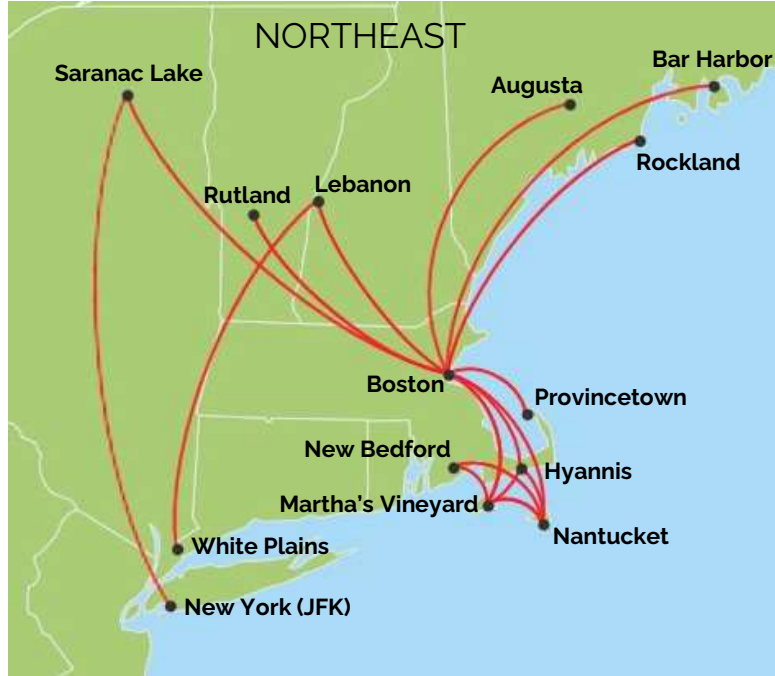 NORTHEAST
Bar Harbor
Saranac Lake
Augusta
Rockland
Lebanon
Rutland
Boston
Provincetown
New Bedford
Hyannis
Martha's Vineyard
Nantucket
White Plains
New York (JFK)